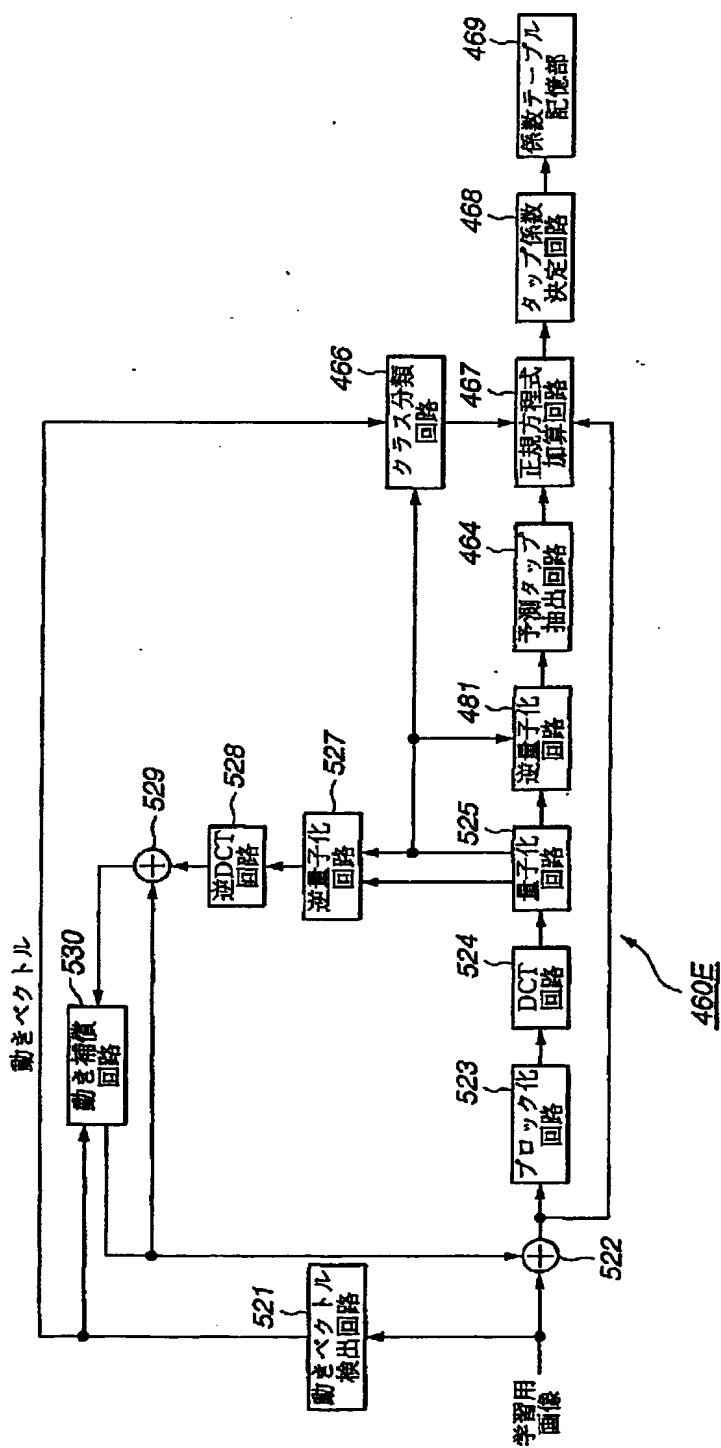 学習用
画像
動きベクトル
検出回路
521
動きベクトル
動き補償
回路
530
522
ブロック化
回路
523
DCT
回路
524
量子化
回路
525
逆量子化
回路
527
逆DCT
回路
528
529
逆量子化
回路
481
予測タップ
抽出回路
464
クラス分類
回路
466
正規方程式
加算回路
467
タップ係数
決定回路
468
係数テーブル
記憶部
469
460E